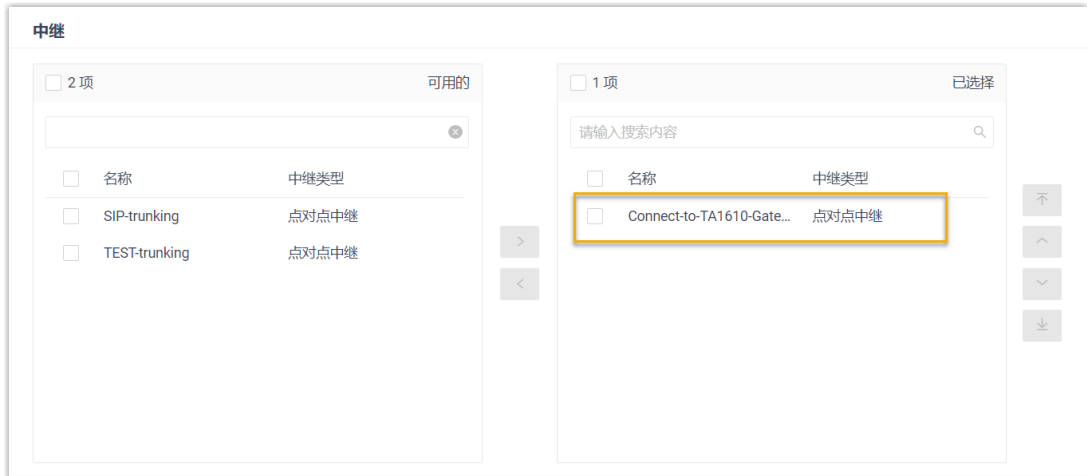 中继
2 项 可用的
名称 中继类型
SIP-trunking 点对点中继
TEST-trunking 点对点中继
1 项 已选择
请输入搜索内容
名称 中继类型
Connect-to-TA1610-Gate... 点对点中继